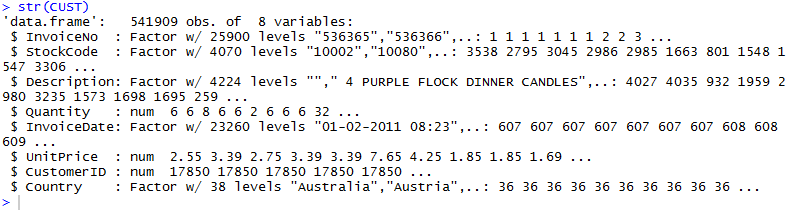 > str(CUST)
'data.frame':   541909 obs. of  8 variables:
 $ InvoiceNo  : Factor w/ 25900 levels "536365","536366",..: 1 1 1 1 1 1 1 2 2 3 ...
 $ StockCode  : Factor w/ 4070 levels "10002","10080",..: 3538 2795 3045 2986 2985 1663 801 1548 1
547 3306 ...
 $ Description: Factor w/ 4224 levels ""," 4 PURPLE FLOCK DINNER CANDLES",..: 4027 4035 932 1959 2
980 3235 1573 1698 1695 259 ...
 $ Quantity   : num  6 6 8 6 6 2 6 6 6 32 ...
 $ InvoiceDate: Factor w/ 23260 levels "01-02-2011 08:23",..: 607 607 607 607 607 607 607 608 608
609 ...
 $ UnitPrice  : num  2.55 3.39 2.75 3.39 3.39 7.65 4.25 1.85 1.85 1.69 ...
 $ CustomerID : num  17850 17850 17850 17850 17850 ...
 $ Country    : Factor w/ 38 levels "Australia","Austria",..: 36 36 36 36 36 36 36 36 36 36 ...
>